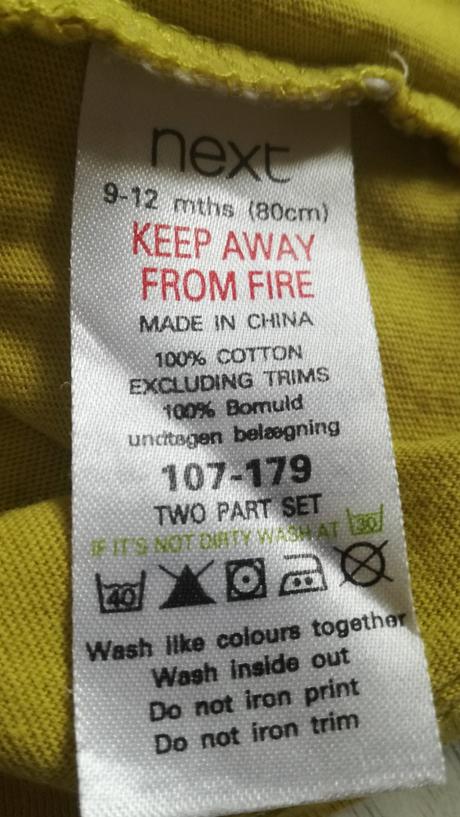 next
9-12 mths (80cm)
KEEP AWAY
FROM FIRE
MADE IN CHINA
100% COTTON
EXCLUDING TRIMS
100% Bomuld
undtagen belægning
107-179
TWO PART SET
IF IT'S NOT DIRTY WASH AT 30
40
Wash like colours together
Wash inside out
Do not iron print
Do not iron trim